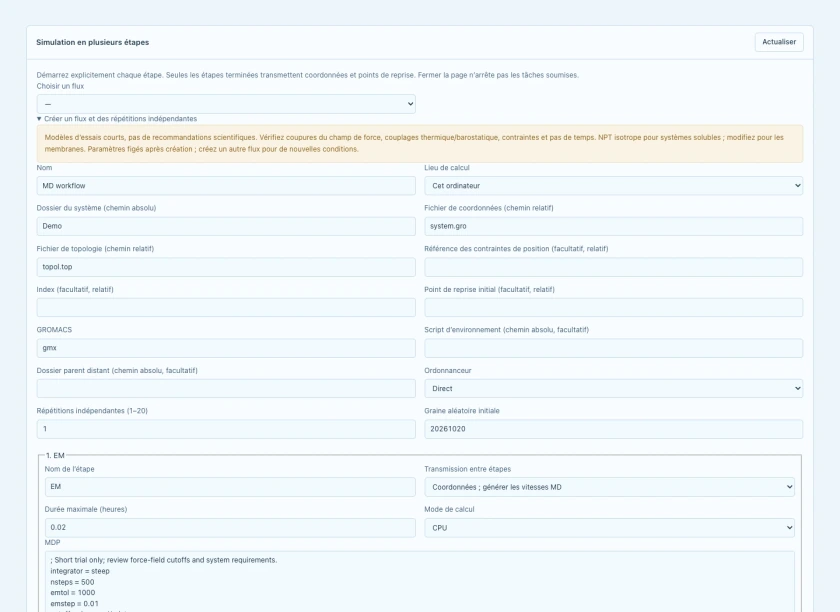 Simulation en plusieurs étapes
Actualiser
Démarrez explicitement chaque étape. Seules les étapes terminées transmettent coordonnées et points de reprise. Fermer la page n'arrête pas les tâches soumises.
Choisir un flux
—
▼ Créer un flux et des répétitions indépendantes
Modèles d'essais courts, pas de recommandations scientifiques. Vérifiez coupures du champ de force, couplages thermique/barostatique, contraintes et pas de temps. NPT isotrope pour systèmes solubles ; modifiez pour les
membranes. Paramètres figés après création ; créez un autre flux pour de nouvelles conditions.
Nom
Lieu de calcul
MD workflow
Cet ordinateur
Dossier du système (chemin absolu)
Fichier de coordonnées (chemin relatif)
Demo
system.gro
Fichier de topologie (chemin relatif)
Référence des contraintes de position (facultatif, relatif)
topol.top
Index (facultatif, relatif)
Point de reprise initial (facultatif, relatif)
GROMACS
Script d'environnement (chemin absolu, facultatif)
gmx
Dossier parent distant (chemin absolu, facultatif)
Ordonnanceur
Direct
Répétitions indépendantes (1–20)
Graine aléatoire initiale
1
20261020
1. EM
Nom de l'étape
Transmission entre étapes
EM
Coordonnées ; générer les vitesses MD
Durée maximale (heures)
Mode de calcul
0.02
CPU
MDP
; Short trial only; review force-field cutoffs and system requirements.
integrator = steep
nsteps = 500
emtol = 1000
emstep = 0.01